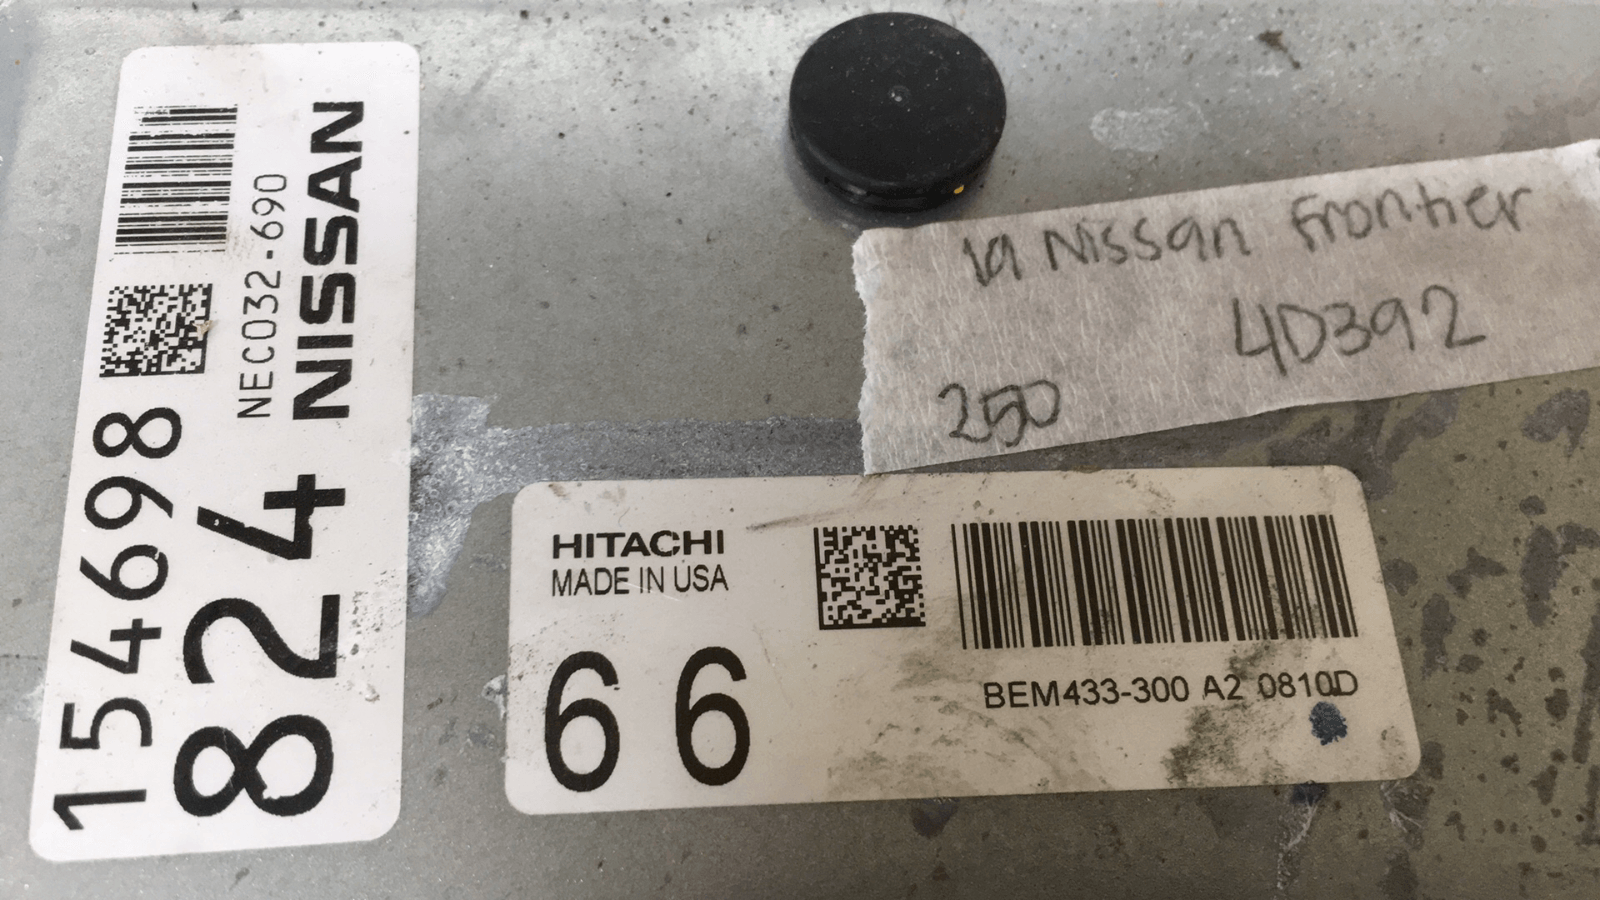 154698
824
NEC032-690
NISSAN
19 Nissan Frontier
4D392
250
HITACHI
MADE IN USA
66
BEM433-300 A2 0810D